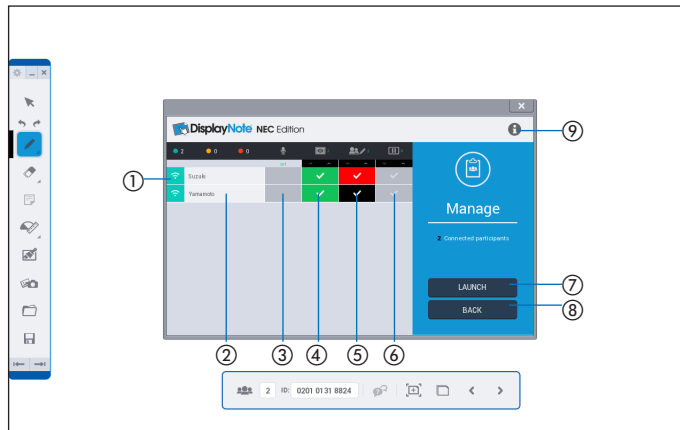 DisplayNote NEC Edition
⑨
2 0 0
①
Suzuki
Yamamoto
Manage
2 Connected participants
LAUNCH
⑦
BACK
⑧
② ③ ④ ⑤ ⑥
2 ID: 0201 0131 8824